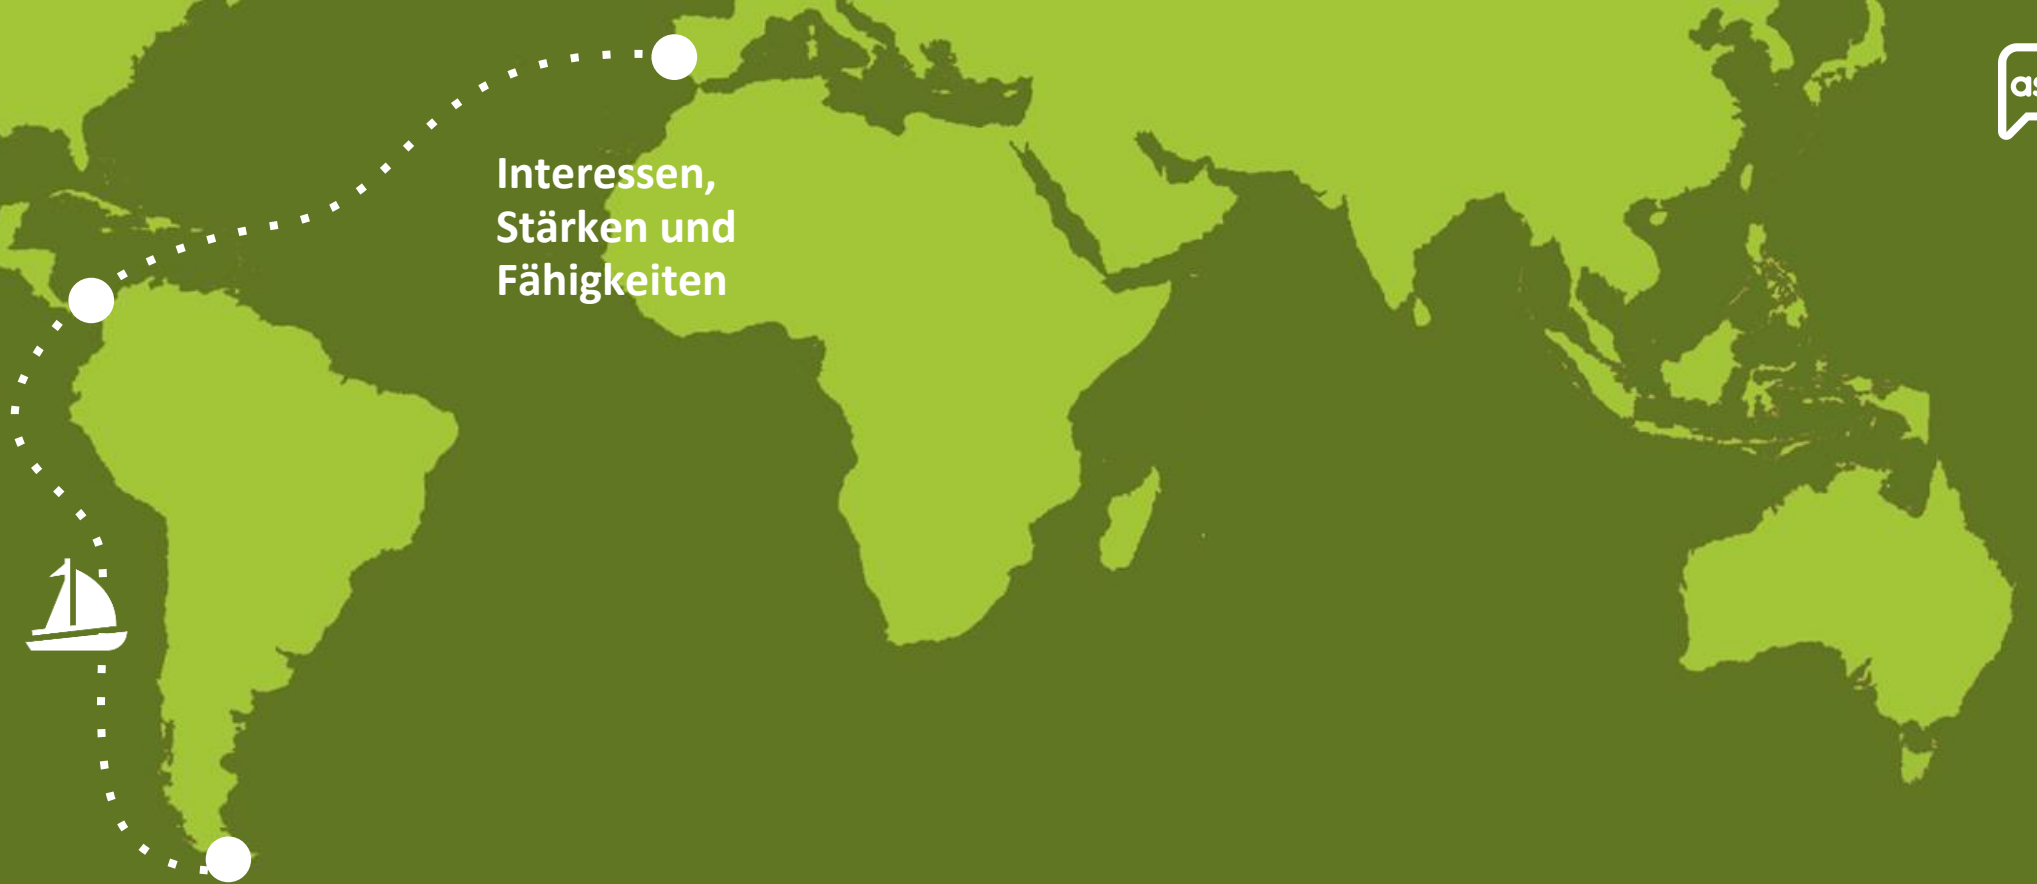 Interessen,
Stärken und
Fähigkeiten